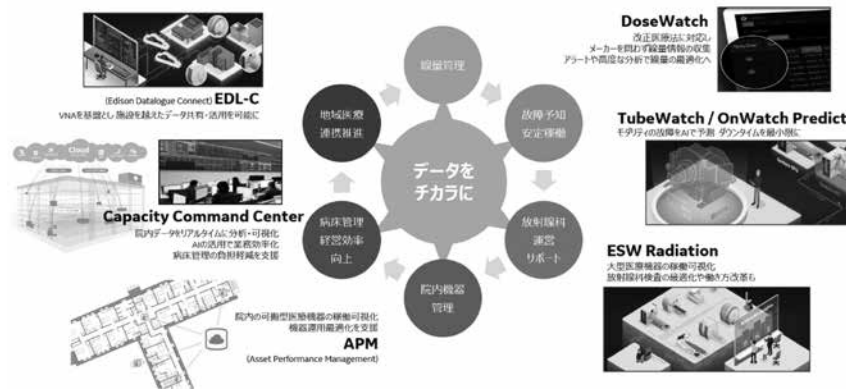 DoseWatch
改正医療法に対応し
メーカーを問わず線量情報の収集
アラートや高度な分析で線量の最適化へ
(Edison Datalogue Connect) EDL-C
VNAを基盤とし 施設を越えたデータ共有・活用を可能に
線量管理
地域医療
連携推進
故障予知
安定稼働
TubeWatch / OnWatch Predict
モダリティの故障をAIで予測 ダウンタイムを最小限に
Cloud
データを
チカラに
Capacity Command Center
院内データをリアルタイムに分析・可視化
AIの活用で業務効率化
病床管理の負担軽減を支援
病床管理
経営効率
向上
放射線科
運営
リポート
ESW Radiation
大型医療機器の稼働可視化
放射線科検査の最適化や働き方改革も
院内機器
管理
院内の可搬型医療機器の稼働可視化
機器運用最適化を支援
APM
(Asset Performance Management)